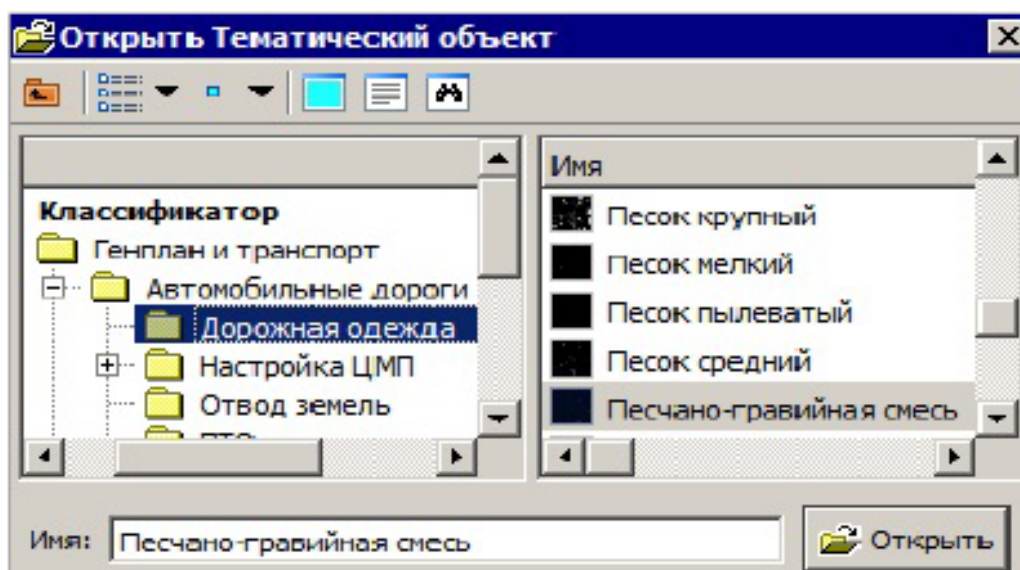 Открыть Тематический объект
Классификатор
Генплан и транспорт
Автомобильные дороги
Дорожная одежда
Настройка ЦМП
Отвод земель
Имя
Песок крупный
Песок мелкий
Песок пылеватый
Песок средний
Песчано-гравийная смесь
Имя: Песчано-гравийная смесь Открыть